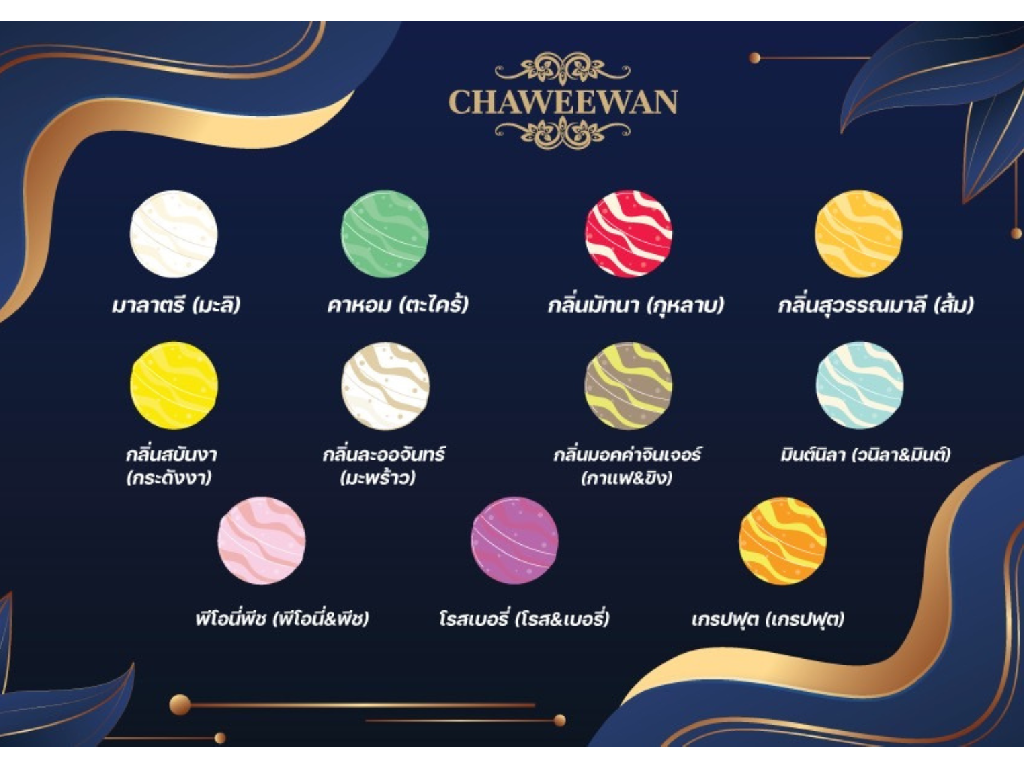 CHAWEEWAN
มาลาตรี (มะลิ)
คาหอม (ตะไคร้)
กลิ่นมัทนา (กุหลาบ)
กลิ่นสุวรรณมาลี (ส้ม)
กลิ่นสบันงา
(กระดังงา)
กลิ่นละออจันทร์
(มะพร้าว)
กลิ่นมอคค่าจินเจอร์
(กาแฟ&ขิง)
มินต์นิลา (วนิลา&มินต์)
พีโอนี่พีช (พีโอนี่&พีช)
โรสเบอรี่ (โรส&เบอรี่)
เกรปฟุต (เกรปฟุต)